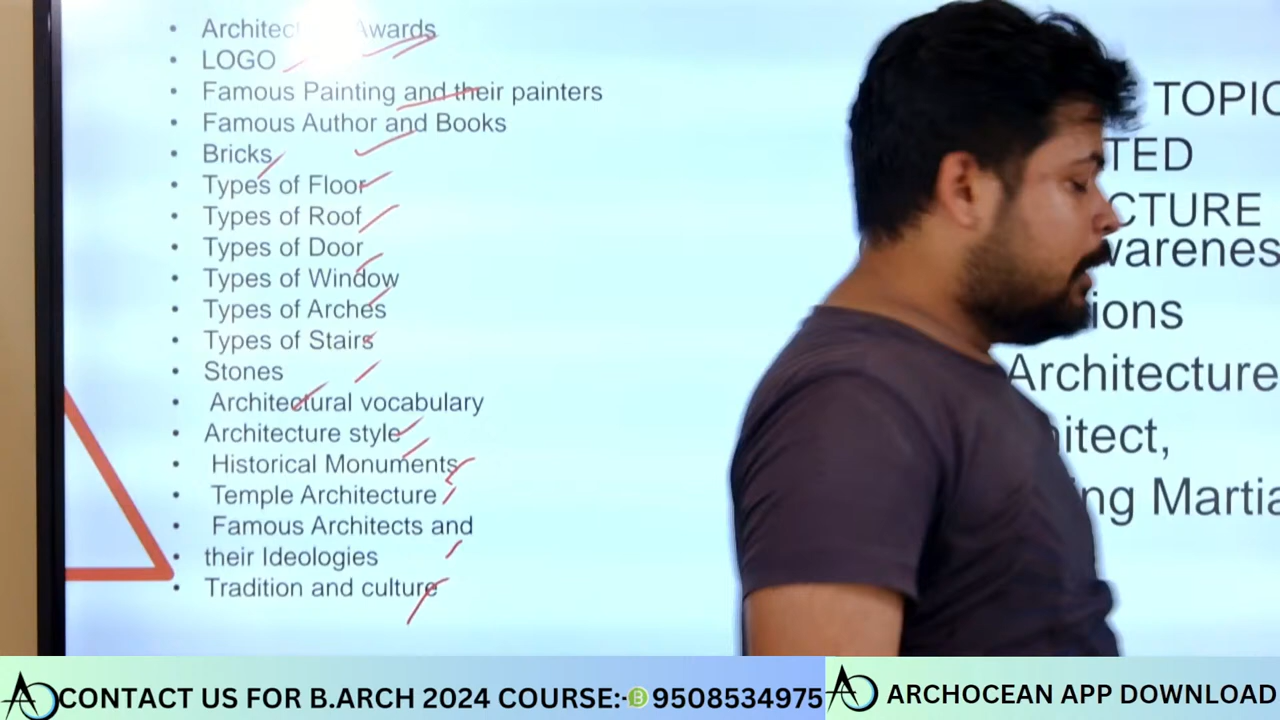 Architec Awards
LOGO
Famous Painting and their painters
Famous Author and Books
Bricks
Types of Floor
Types of Roof
Types of Door
Types of Window
Types of Arches
Types of Stairs
Stones
Architectural vocabulary
Architecture style
Historical Monuments
Temple Architecture
Famous Architects and
their Ideologies
Tradition and culture
TOPIC
TED
CTURE
warenes
ions
Architecture
hitect,
ng Martia
CONTACT US FOR B.ARCH 2024 COURSE:- 9508534975
ARCHOCEAN APP DOWNLOAD